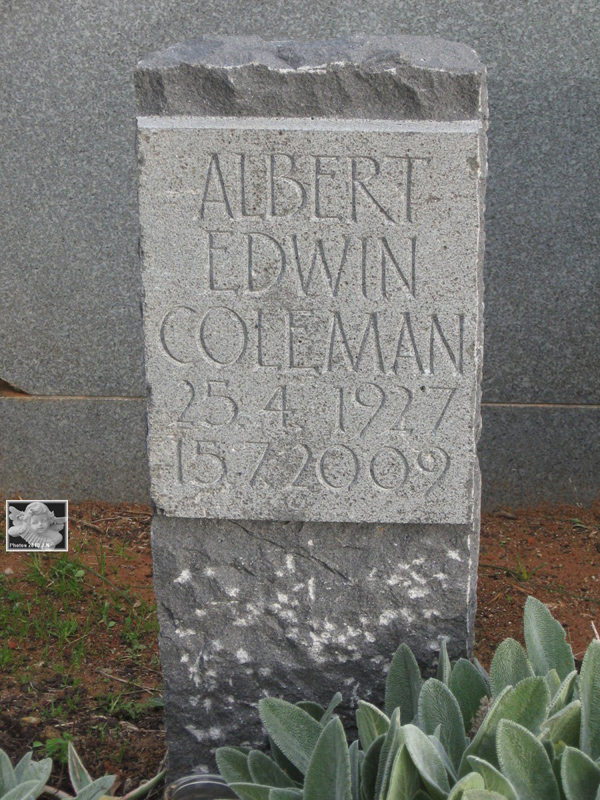 ALBERT
EDWIN
COLEMAN
25.4.1927
15.7.2009